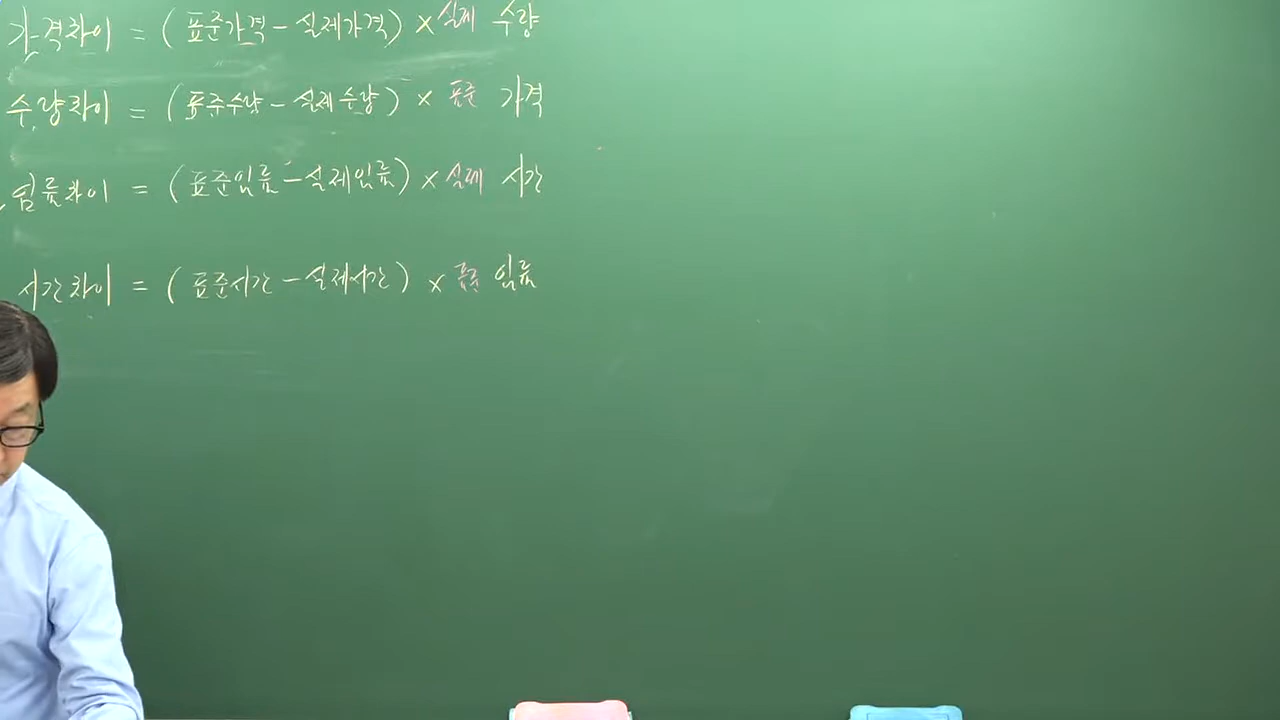 가격차이 = (표준가격 - 실제가격) × 실제 수량
수량차이 = (표준수량 - 실제수량) × 표준 가격
임률차이 = (표준임률 - 실제임률) × 실제 시간
시간차이 = (표준시간 - 실제시간) × 표준 임률